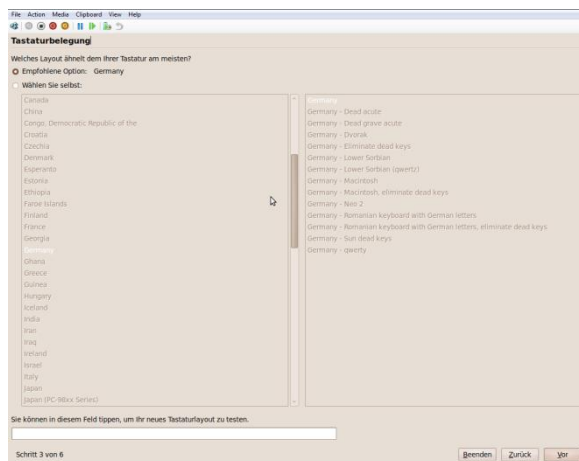 File Action Media Clipboard View Help
Tastaturbelegung
Welches Layout ähnelt dem Ihrer Tastatur am meisten?
Empfohlene Option: Germany
Wählen Sie selbst:
Canada
China
Congo, Democratic Republic of the
Croatia
Czechia
Denmark
Esperanto
Estonia
Ethiopia
Faroe Islands
Finland
France
Georgia
Germany
Ghana
Greece
Guinea
Hungary
Iceland
India
Iran
Iraq
Ireland
Israel
Italy
Japan
Japan (PC-98xx Series)
Germany
Germany - Dead acute
Germany - Dead grave acute
Germany - Dvorak
Germany - Eliminate dead keys
Germany - Lower Sorbian
Germany - Lower Sorbian (qwertz)
Germany - Macintosh
Germany - Macintosh, eliminate dead keys
Germany - Neo 2
Germany - Romanian keyboard with German letters
Germany - Romanian keyboard with German letters, eliminate dead keys
Germany - Sun dead keys
Germany - qwerty
Sie können in diesem Feld tippen, um ihr neues Tastaturlayout zu testen.
Schritt 3 von 6
Beenden Zurück Vor